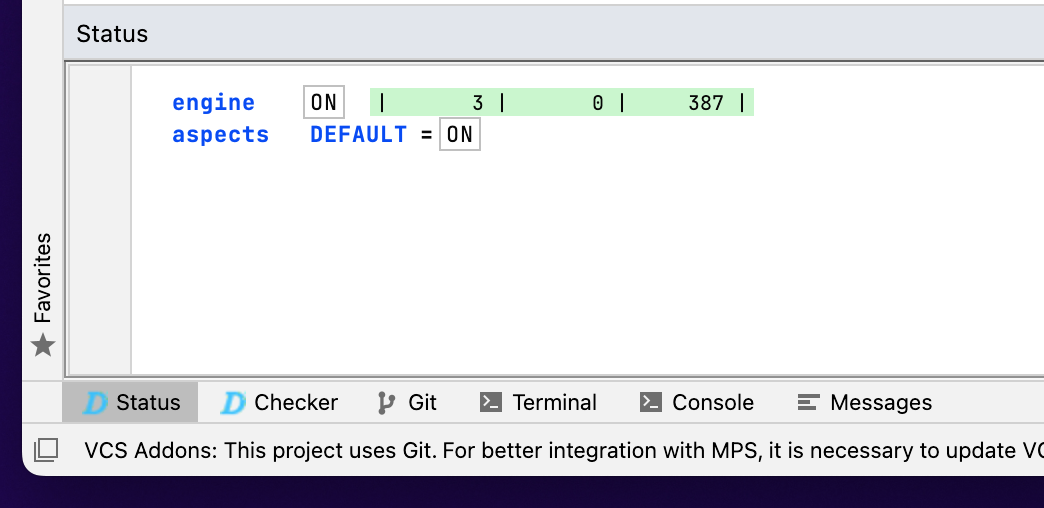 Status
engine ON | 3 | 0 | 387 |
aspects DEFAULT = ON
Favorites
D Status D Checker Git Terminal Console Messages
VCS Addons: This project uses Git. For better integration with MPS, it is necessary to update VC